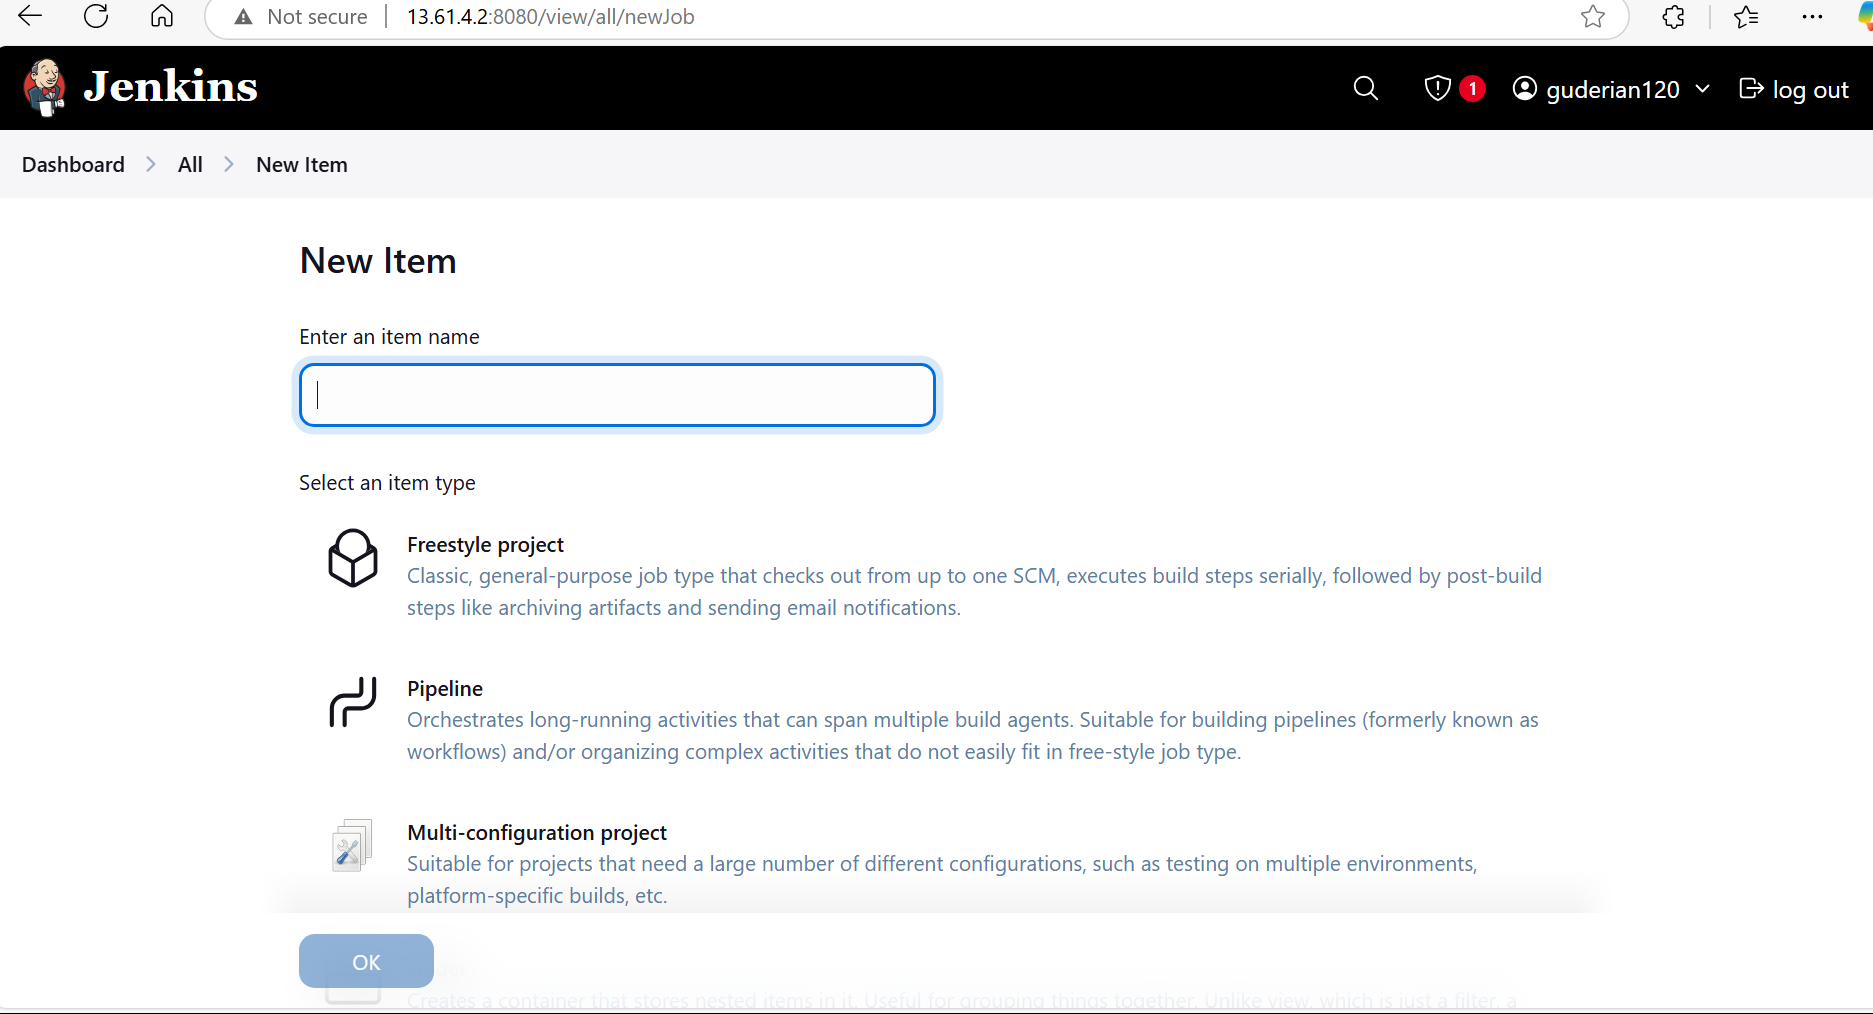 Not secure
13.61.4.2:8080/view/all/newJob
Jenkins
1
guderian120
log out
Dashboard
All
New Item
New Item
Enter an item name
Select an item type
Freestyle project
Classic, general-purpose job type that checks out from up to one SCM, executes build steps serially, followed by post-build
steps like archiving artifacts and sending email notifications.
Pipeline
Orchestrates long-running activities that can span multiple build agents. Suitable for building pipelines (formerly known as
workflows) and/or organizing complex activities that do not easily fit in free-style job type.
Multi-configuration project
Suitable for projects that need a large number of different configurations, such as testing on multiple environments,
platform-specific builds, etc.
OK
Creates a container that stores nested items in it. Useful for grouping things together. Unlike view, which is just a filter, a